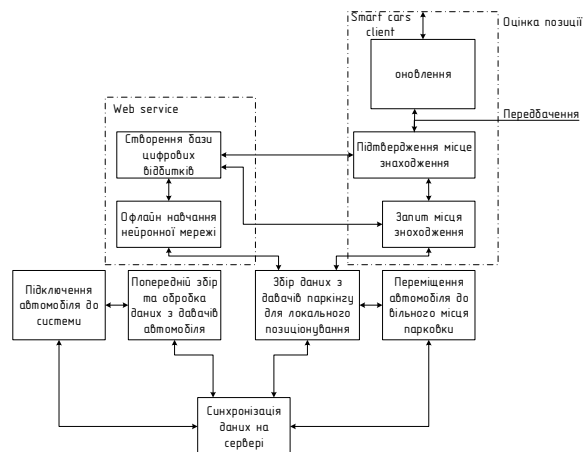 Smart cars
client
Оцінка позиції
оновлення
Передбачення
Web service
Створення бази
цифрових
відбитків
Підтвердження місце
знаходження
Офлайн навчання
нейронної мережі
Запит місця
зноходження
Підключення
автомобіля до
системи
Попередній збір
та обробка
даних з давачів
автомобіля
Збір даних з
давачів паркінгу
для локального
позиціонування
Переміщення
автомобіля до
вільного місця
парковки
Синхронізація
даних на
сервері